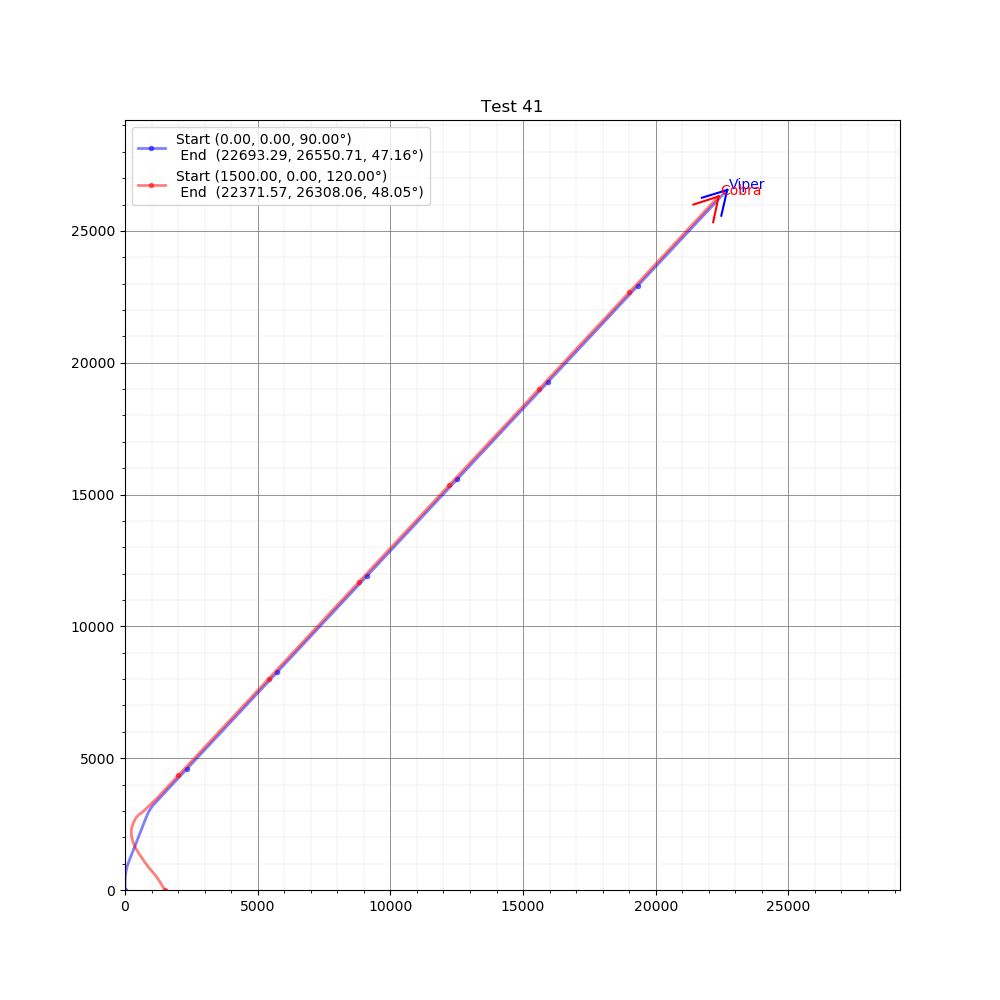 Test 41
Start (0.00, 0.00, 90.00°)
End (22693.29, 26550.71, 47.16°)
Start (1500.00, 0.00, 120.00°)
End (22371.57, 26308.06, 48.05°)
Viper
Cobra
25000
20000
15000
10000
5000
0
0 5000 10000 15000 20000 25000